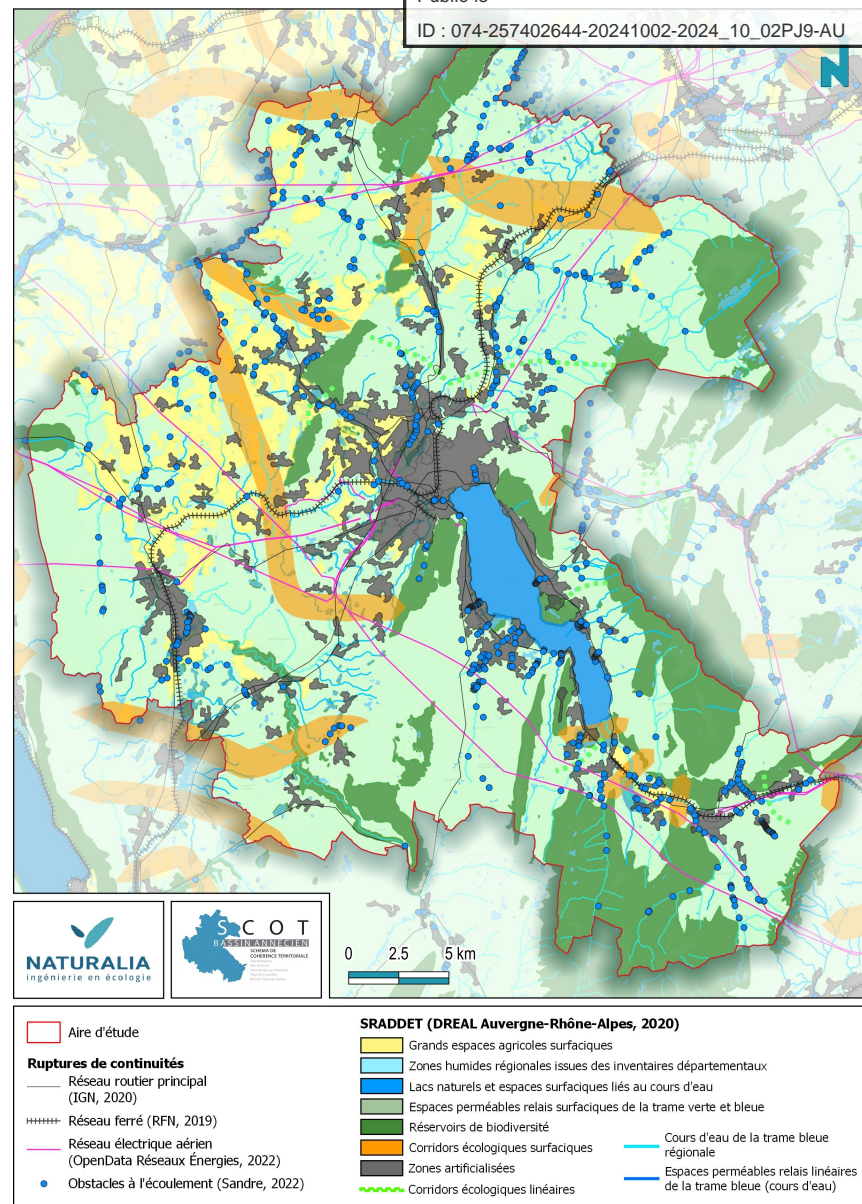 ID : 074-257402644-20241002-2024_10_02PJ9-AU
N
NATURALIA
ingénierie en écologie
SCOT
BASSIN ANNÉCIEN
SCHÉMA DE
COHÉRENCE TERRITORIALE
0 2.5 5 km
Aire d'étude
Ruptures de continuités
Réseau routier principal
(IGN, 2020)
Réseau ferré (RFN, 2019)
Réseau électrique aérien
(OpenData Réseaux Énergies, 2022)
Obstacles à l'écoulement (Sandre, 2022)
SRADDET (DREAL Auvergne-Rhône-Alpes, 2020)
Grands espaces agricoles surfaciques
Zones humides régionales issues des inventaires départementaux
Lacs naturels et espaces surfaciques liés au cours d'eau
Espaces perméables relais surfaciques de la trame verte et bleue
Réservoirs de biodiversité
Corridors écologiques surfaciques
Zones artificialisées
Corridors écologiques linéaires
Cours d'eau de la trame bleue
régionale
Espaces perméables relais linéaires
de la trame bleue (cours d'eau)